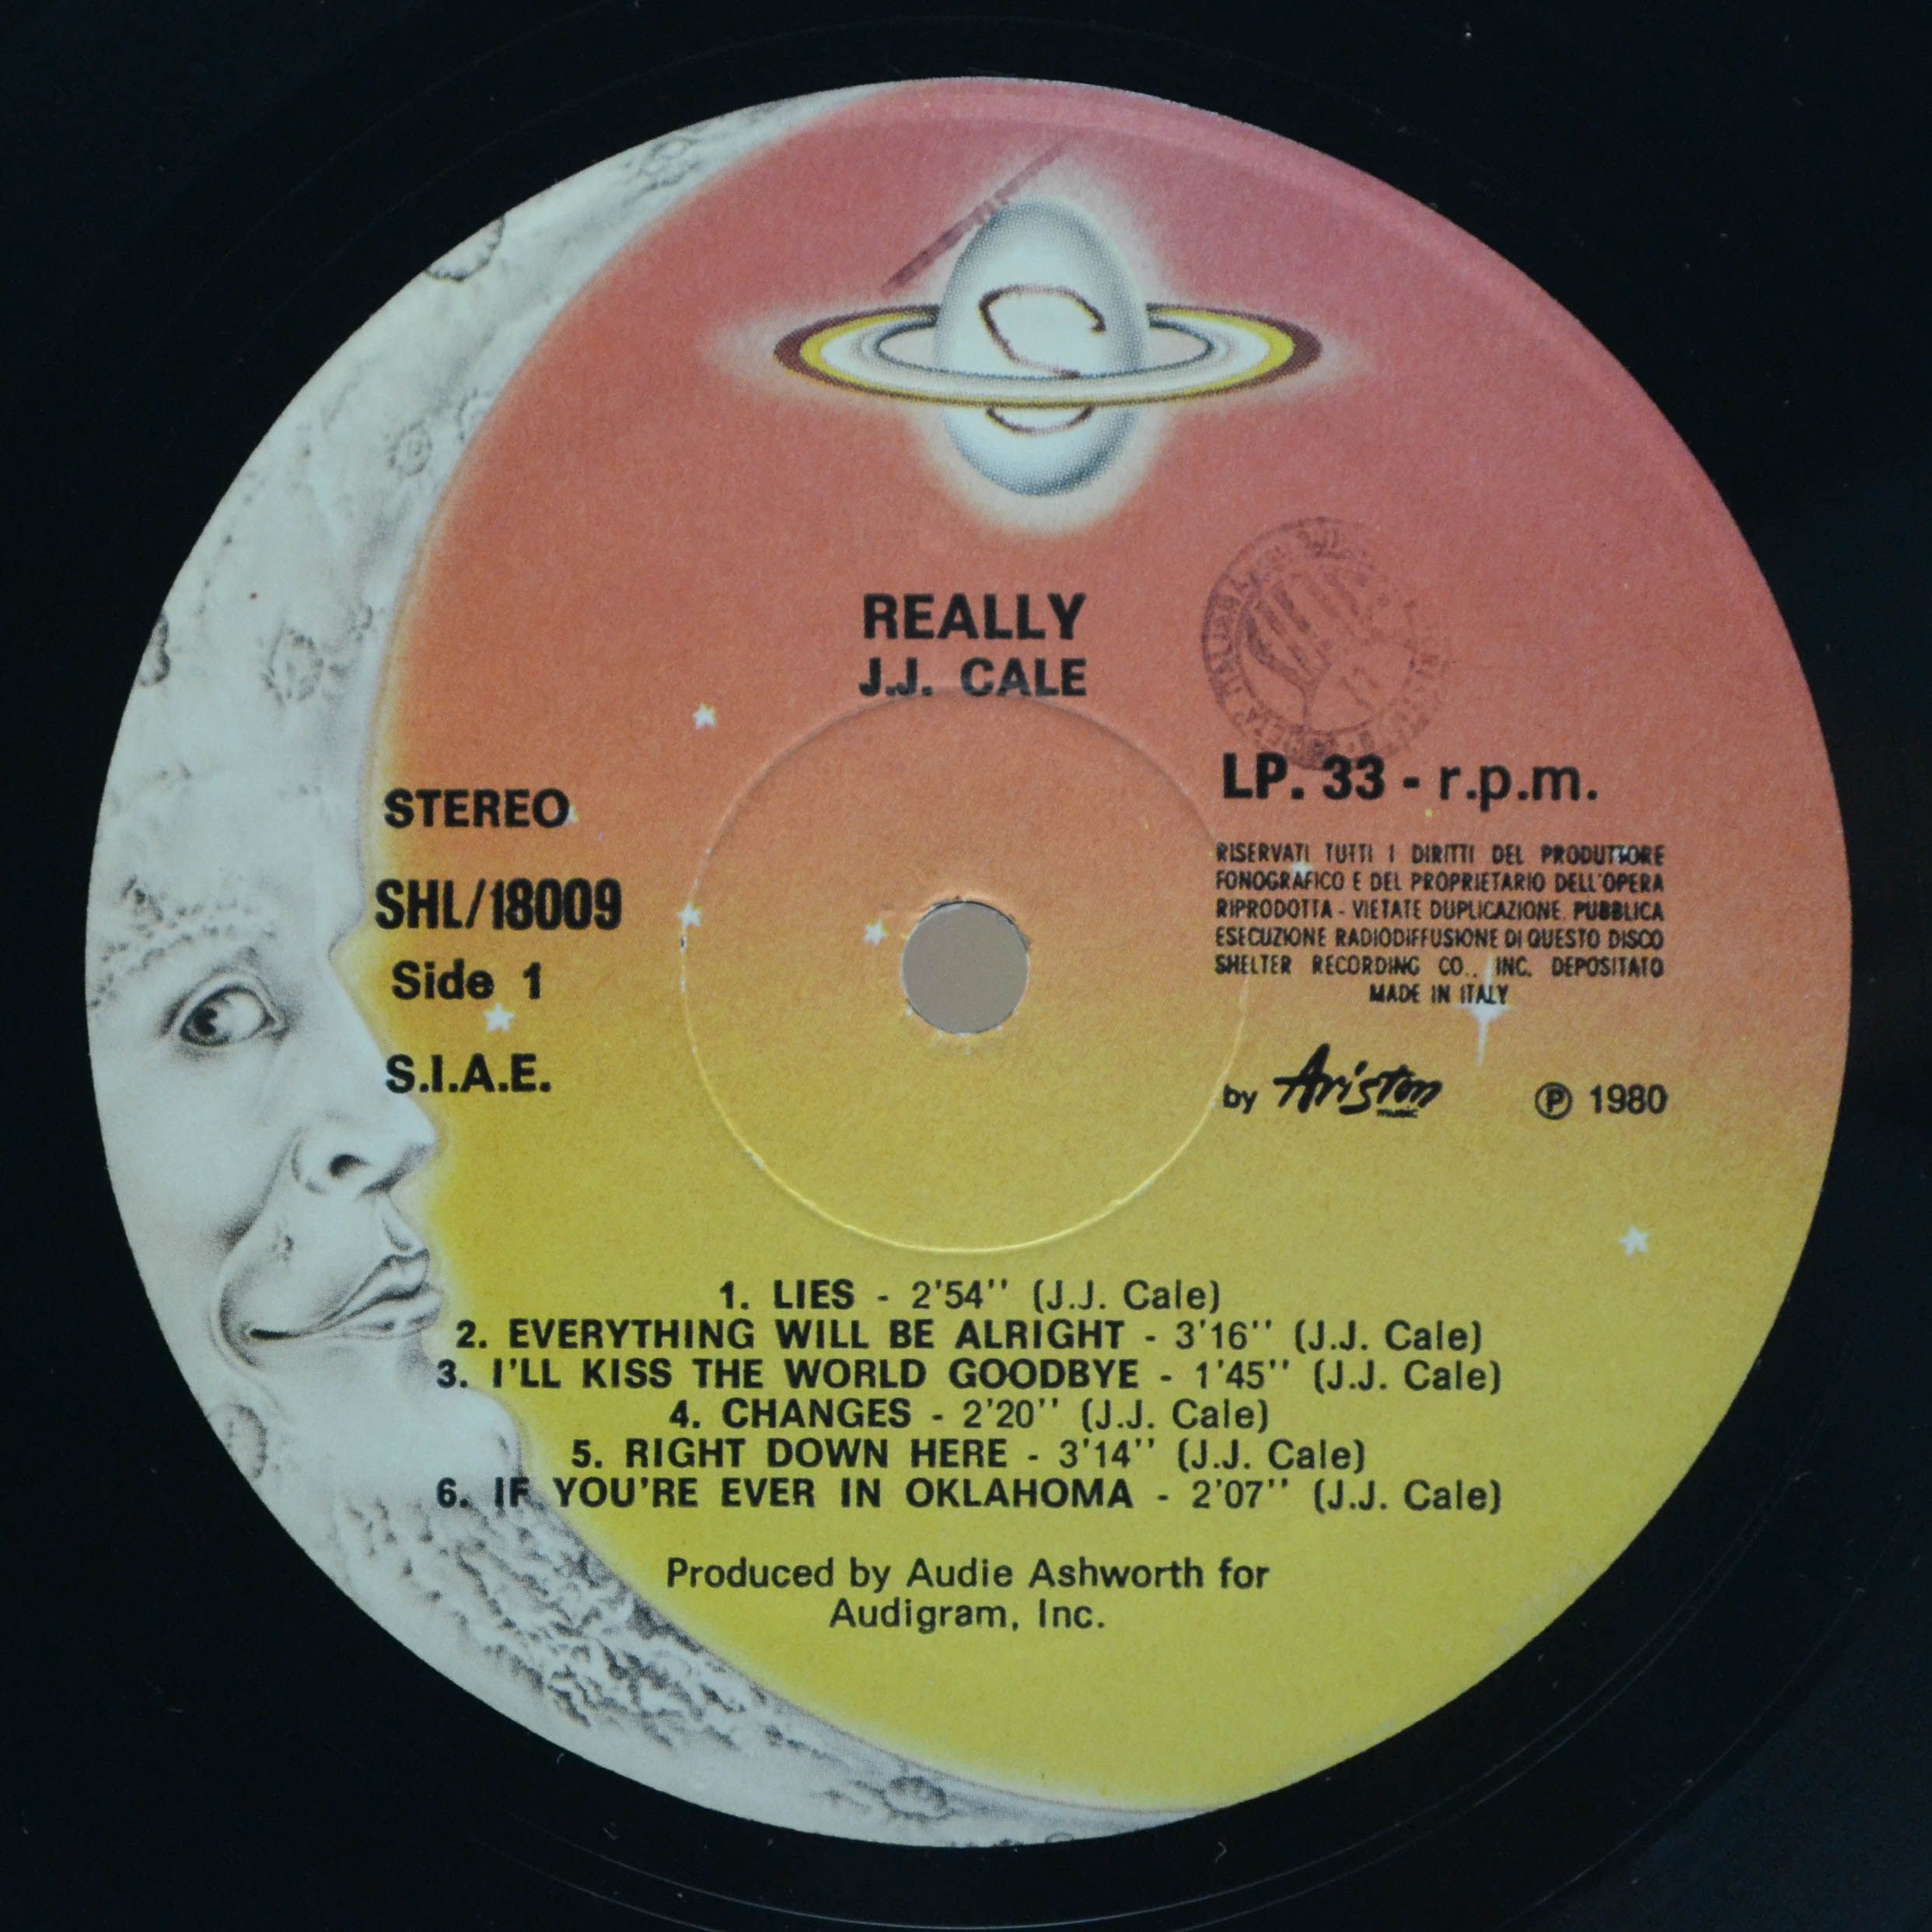 REALLY
J.J. CALE
STEREO
SHL/18009
Side 1
S.I.A.E.
LP. 33 - r.p.m.
RISERVATI TUTTI I DIRITTI DEL PRODUTTORE
FONOGRAFICO E DEL PROPRIETARIO DELL'OPERA
RIPRODOTTA - VIETATE DUPLICAZIONE. PUBBLICA
ESECUZIONE RADIODIFFUSIONE DI QUESTO DISCO
SHELTER RECORDING CO., INC. DEPOSITATO
MADE IN ITALY
by Ariston music
℗ 1980
1. LIES - 2'54'' (J.J. Cale)
2. EVERYTHING WILL BE ALRIGHT - 3'16'' (J.J. Cale)
3. I'LL KISS THE WORLD GOODBYE - 1'45'' (J.J. Cale)
4. CHANGES - 2'20'' (J.J. Cale)
5. RIGHT DOWN HERE - 3'14'' (J.J. Cale)
6. IF YOU'RE EVER IN OKLAHOMA - 2'07'' (J.J. Cale)
Produced by Audie Ashworth for
Audigram, Inc.